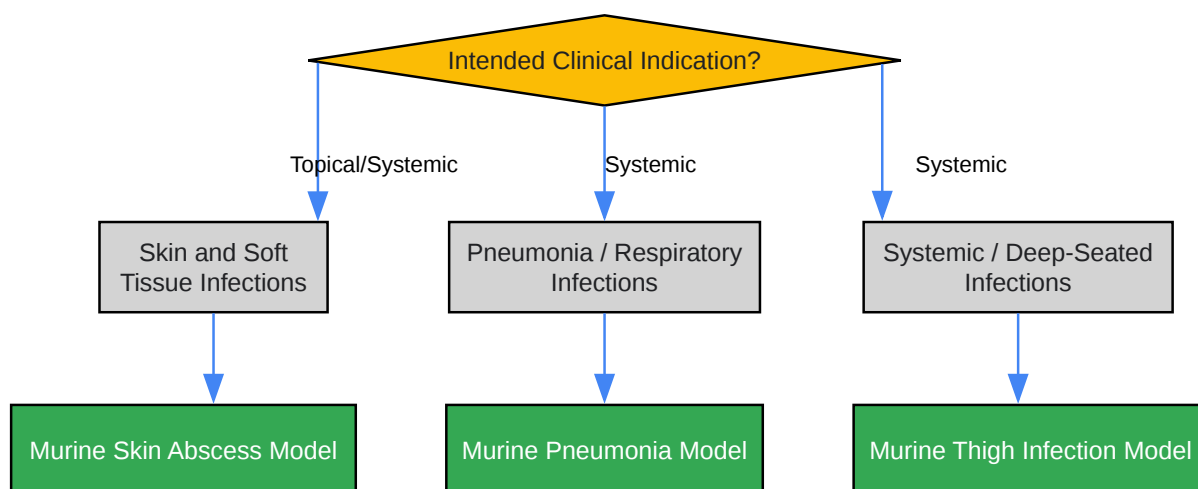 Intended Clinical Indication?
Topical/Systemic
Systemic
Systemic
Skin and Soft
Tissue Infections
Pneumonia / Respiratory
Infections
Systemic / Deep-Seated
Infections
Murine Skin Abscess Model
Murine Pneumonia Model
Murine Thigh Infection Model